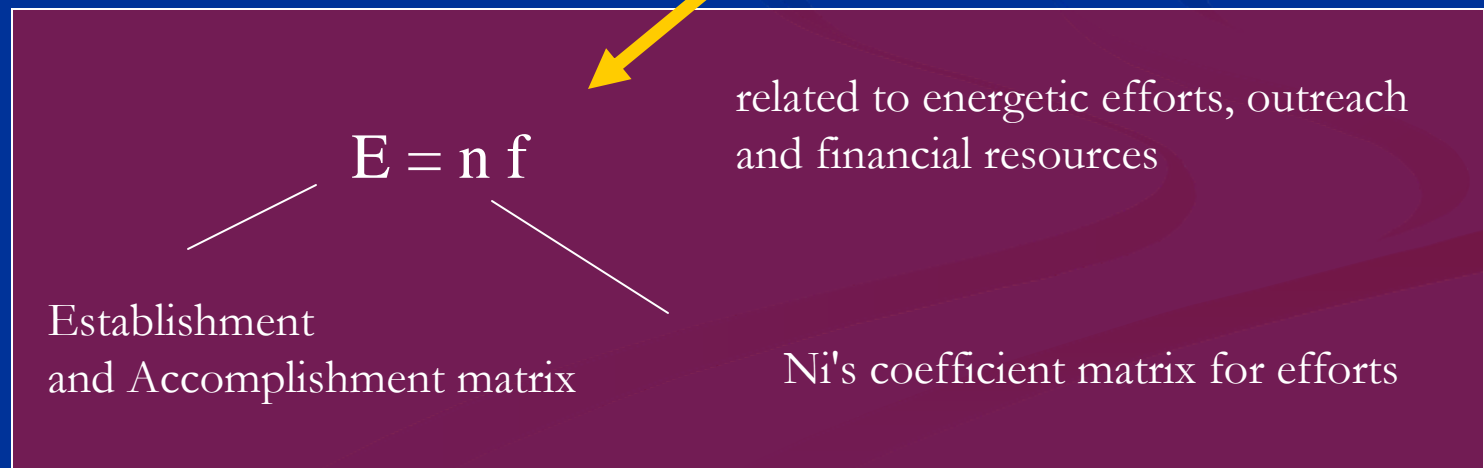 related to energetic efforts, outreach
and financial resources
E = n f
Establishment
and Accomplishment matrix
Ni's coefficient matrix for efforts